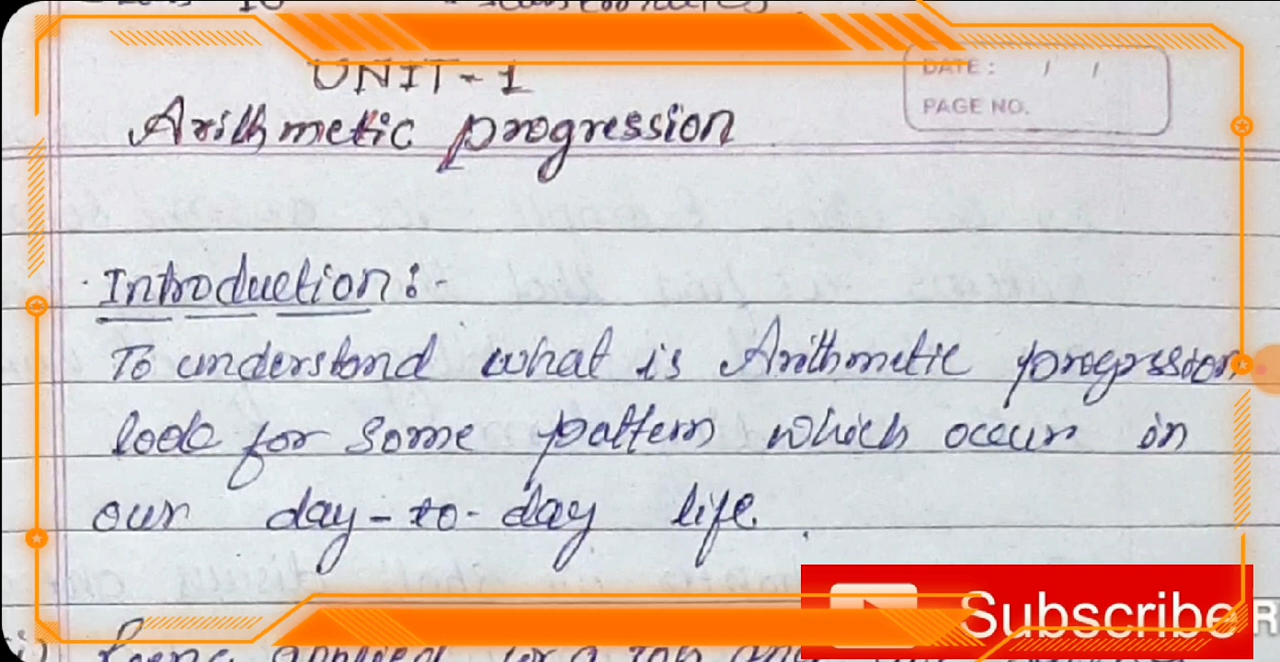 UNIT-1
DATE: / /
PAGE NO.
Arithmetic progression
Introduction:-
To understand what is Arithmetic progrssion
look for some pattern which occur in
our day-to-day life.
Subscribe